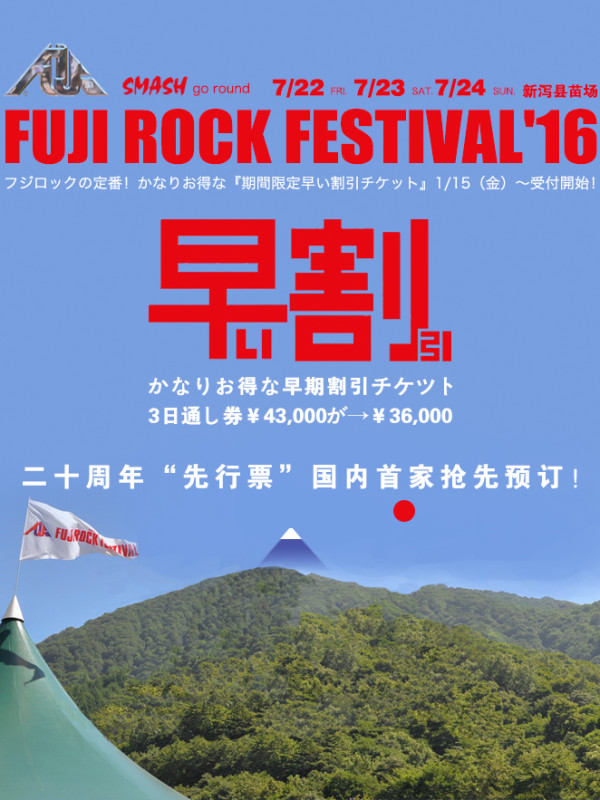 SMASH go round 7/22 FRI. 7/23 SAT. 7/24 SUN. 新泻县苗场
FUJI ROCK FESTIVAL'16
フジロックの定番！かなりお得な『期間限定早い割引チケット』1/15（金）～受付開始！
早い割引
かなりお得な早期割引チケツト
3日通し券￥43,000が→￥36,000
二十周年“先行票”国内首家抢先预订！
FUJI ROCK FESTIVAL